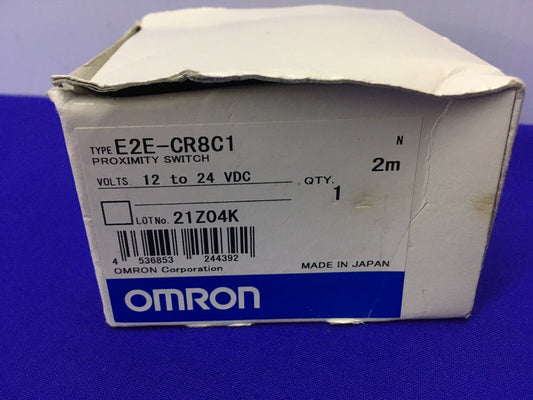 TYPE E2E-CR8C1 N
PROXIMITY SWITCH 2m
VOLTS. 12 to 24 VDC QTY.
1
LOT No. 21Z04K
4 536853 244392
OMRON Corporation MADE IN JAPAN
OMRON